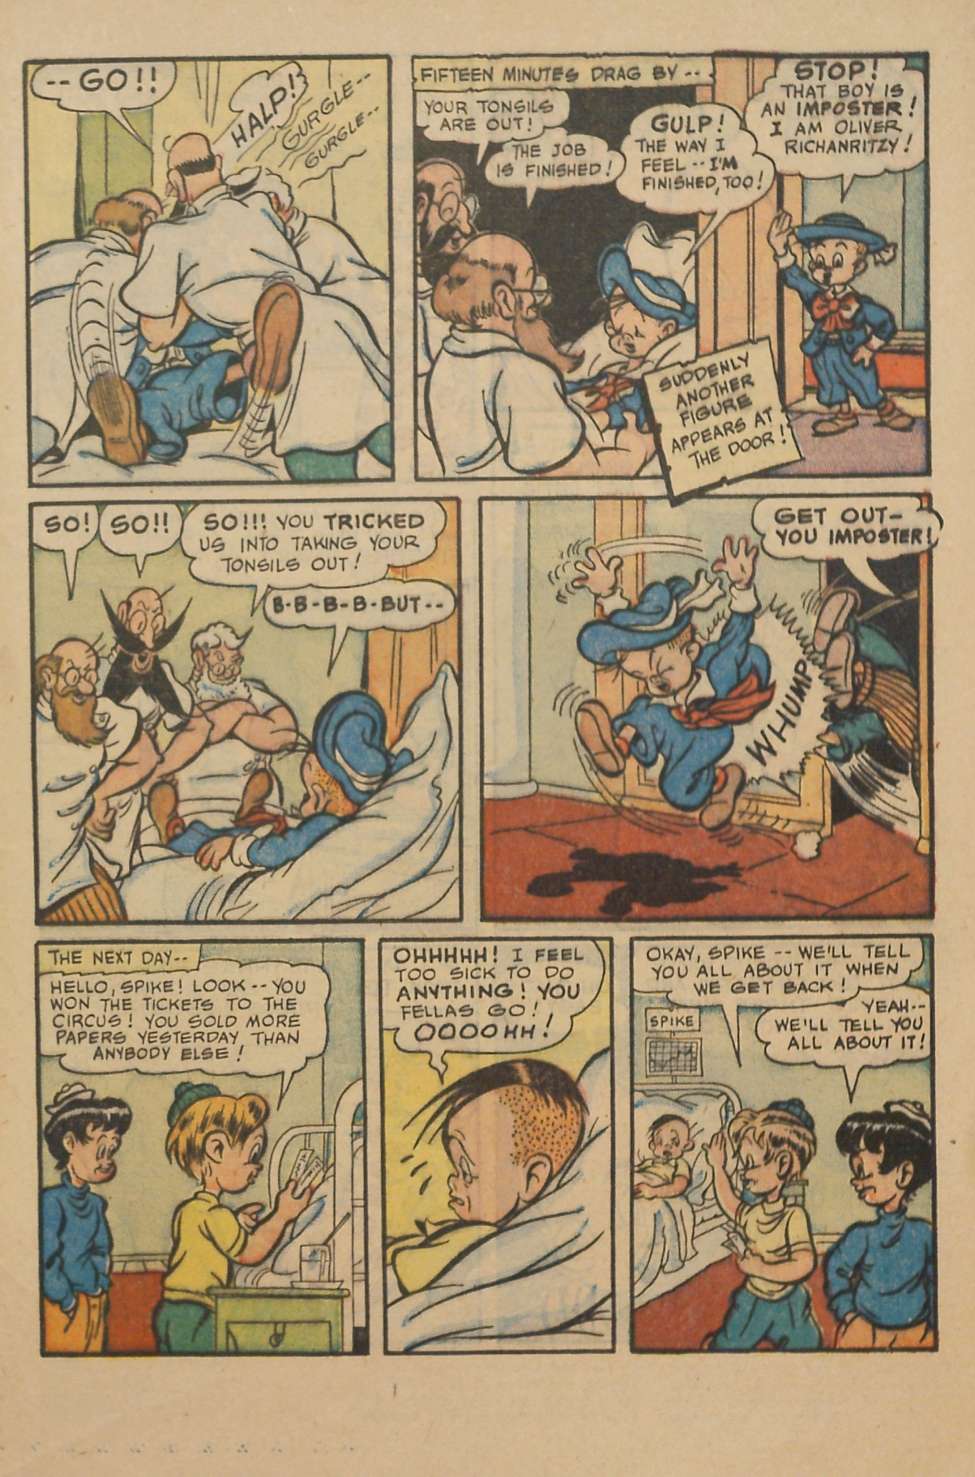 -- GO!!
HALP!
GURGLE--
GURGLE--
FIFTEEN MINUTES DRAG BY --
YOUR TONSILS
ARE OUT!
THE JOB
IS FINISHED!
GULP!
THE WAY I
FEEL -- I'M
FINISHED, TOO!
STOP!
THAT BOY IS
AN IMPOSTER!
I AM OLIVER
RICHANRITZY!
SUDDENLY
ANOTHER
FIGURE
APPEARS AT
THE DOOR!
SO!
SO!!
SO!!! YOU TRICKED
US INTO TAKING YOUR
TONSILS OUT!
B-B-B-B-BUT--
GET OUT-
YOU IMPOSTER!
WHUMP
THE NEXT DAY--
HELLO, SPIKE! LOOK -- YOU
WON THE TICKETS TO THE
CIRCUS! YOU SOLD MORE
PAPERS YESTERDAY THAN
ANYBODY ELSE!
OHHHHH! I FEEL
TOO SICK TO DO
ANYTHING! YOU
FELLAS GO!
OOOOHH!
OKAY, SPIKE -- WE'LL TELL
YOU ALL ABOUT IT WHEN
WE GET BACK!
YEAH--
WE'LL TELL YOU
ALL ABOUT IT!
SPIKE